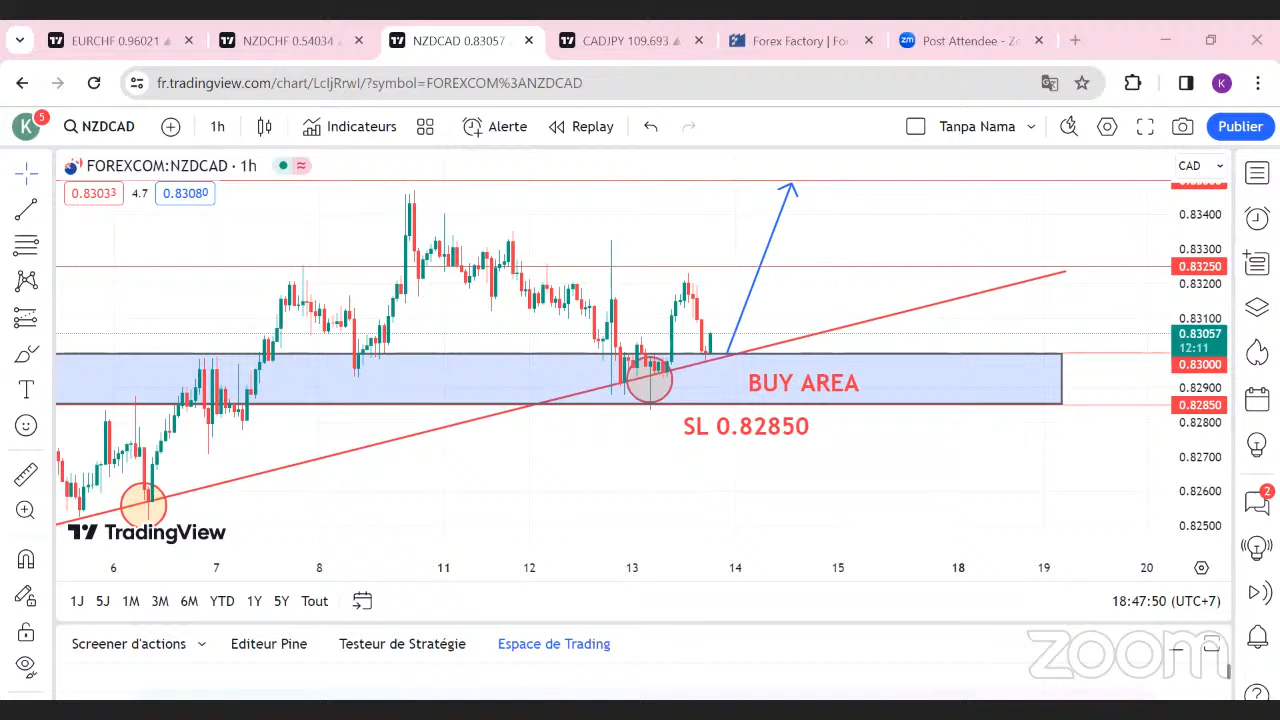 EURCHF 0.96021
NZDCHF 0.54034
NZDCAD 0.83057
CADJPY 109.693
Forex Factory | Fo
Post Attendee - Zo
fr.tradingview.com/chart/LcIjRrwI/?symbol=FOREXCOM%3ANZDCAD
K
K 5
NZDCAD
1h
Indicateurs
Alerte
Replay
Tanpa Nama
Publier
FOREXCOM:NZDCAD · 1h
CAD
0.83033 4.7 0.83080
0.83400
0.83300
0.83250
0.83200
0.83100
0.83057
12:11
0.83000
0.82900
0.82850
0.82800
0.82700
0.82600
0.82500
BUY AREA
SL 0.82850
TradingView
6 7 8 11 12 13 14 15 18 19 20
1J 5J 1M 3M 6M YTD 1Y 5Y Tout
18:47:50 (UTC+7)
Screener d'actions
Editeur Pine
Testeur de Stratégie
Espace de Trading
2
zoom